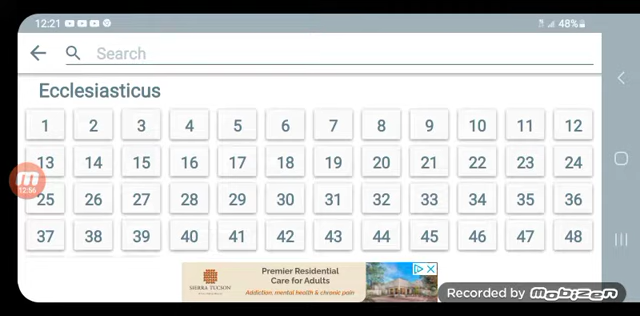 12:21 48%
Search
Ecclesiasticus
1 2 3 4 5 6 7 8 9 10 11 12
13 14 15 16 17 18 19 20 21 22 23 24
12:56
25 26 27 28 29 30 31 32 33 34 35 36
37 38 39 40 41 42 43 44 45 46 47 48
SIERRA TUCSON
Premier Residential
Care for Adults
Addiction, mental health & chronic pain
Recorded by MOBIZEN